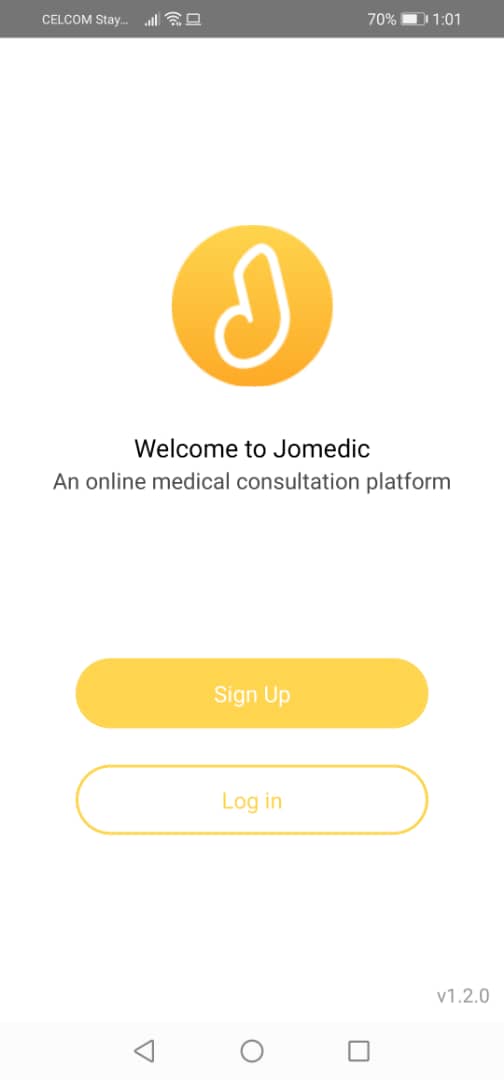 CELCOM Stay... 70% 1:01
Welcome to Jomedic
An online medical consultation platform
Sign Up
Log in
v1.2.0